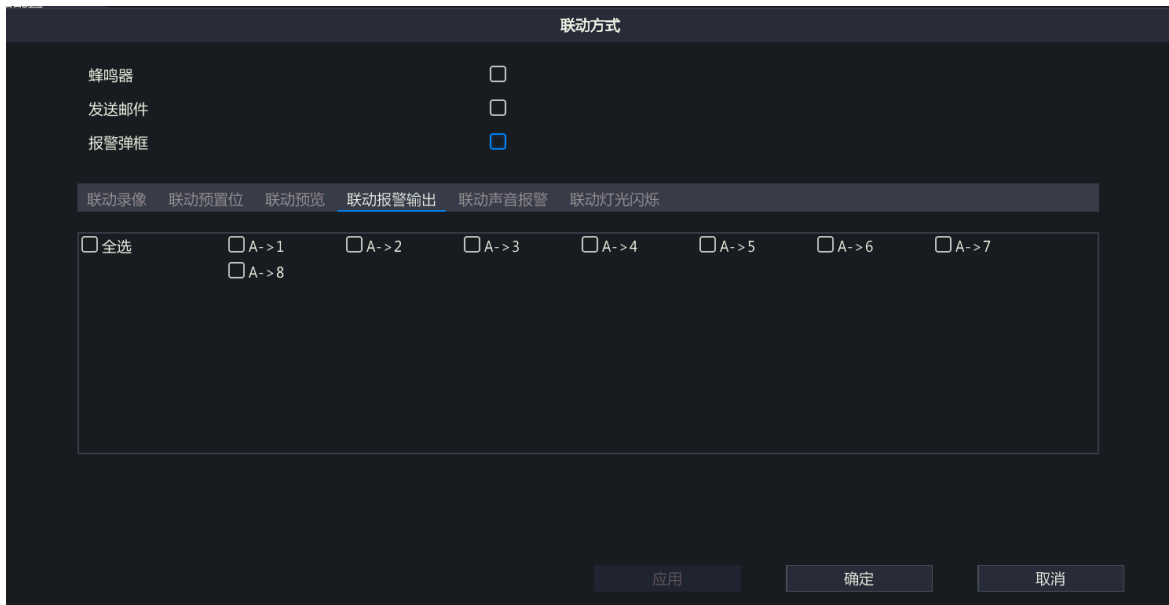 联动方式
蜂鸣器
发送邮件
报警弹框
联动录像 联动预置位 联动预览 联动报警输出 联动声音报警 联动灯光闪烁
全选 A->1 A->2 A->3 A->4 A->5 A->6 A->7
A->8
应用 确定 取消